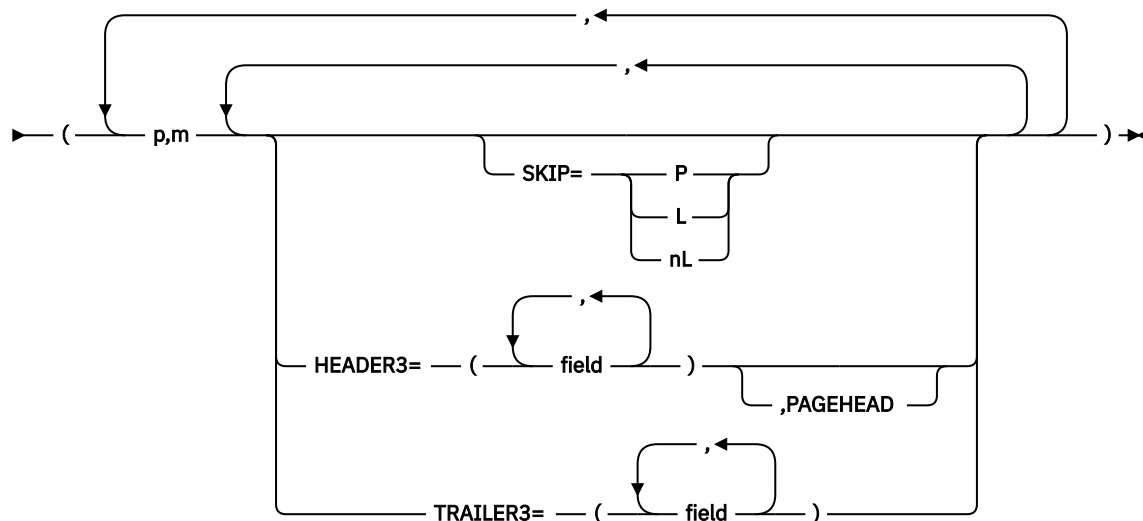 ,
,
( p,m )
SKIP= P
L
nL
,
HEADER3= ( field )
,PAGEHEAD
,
TRAILER3= ( field )